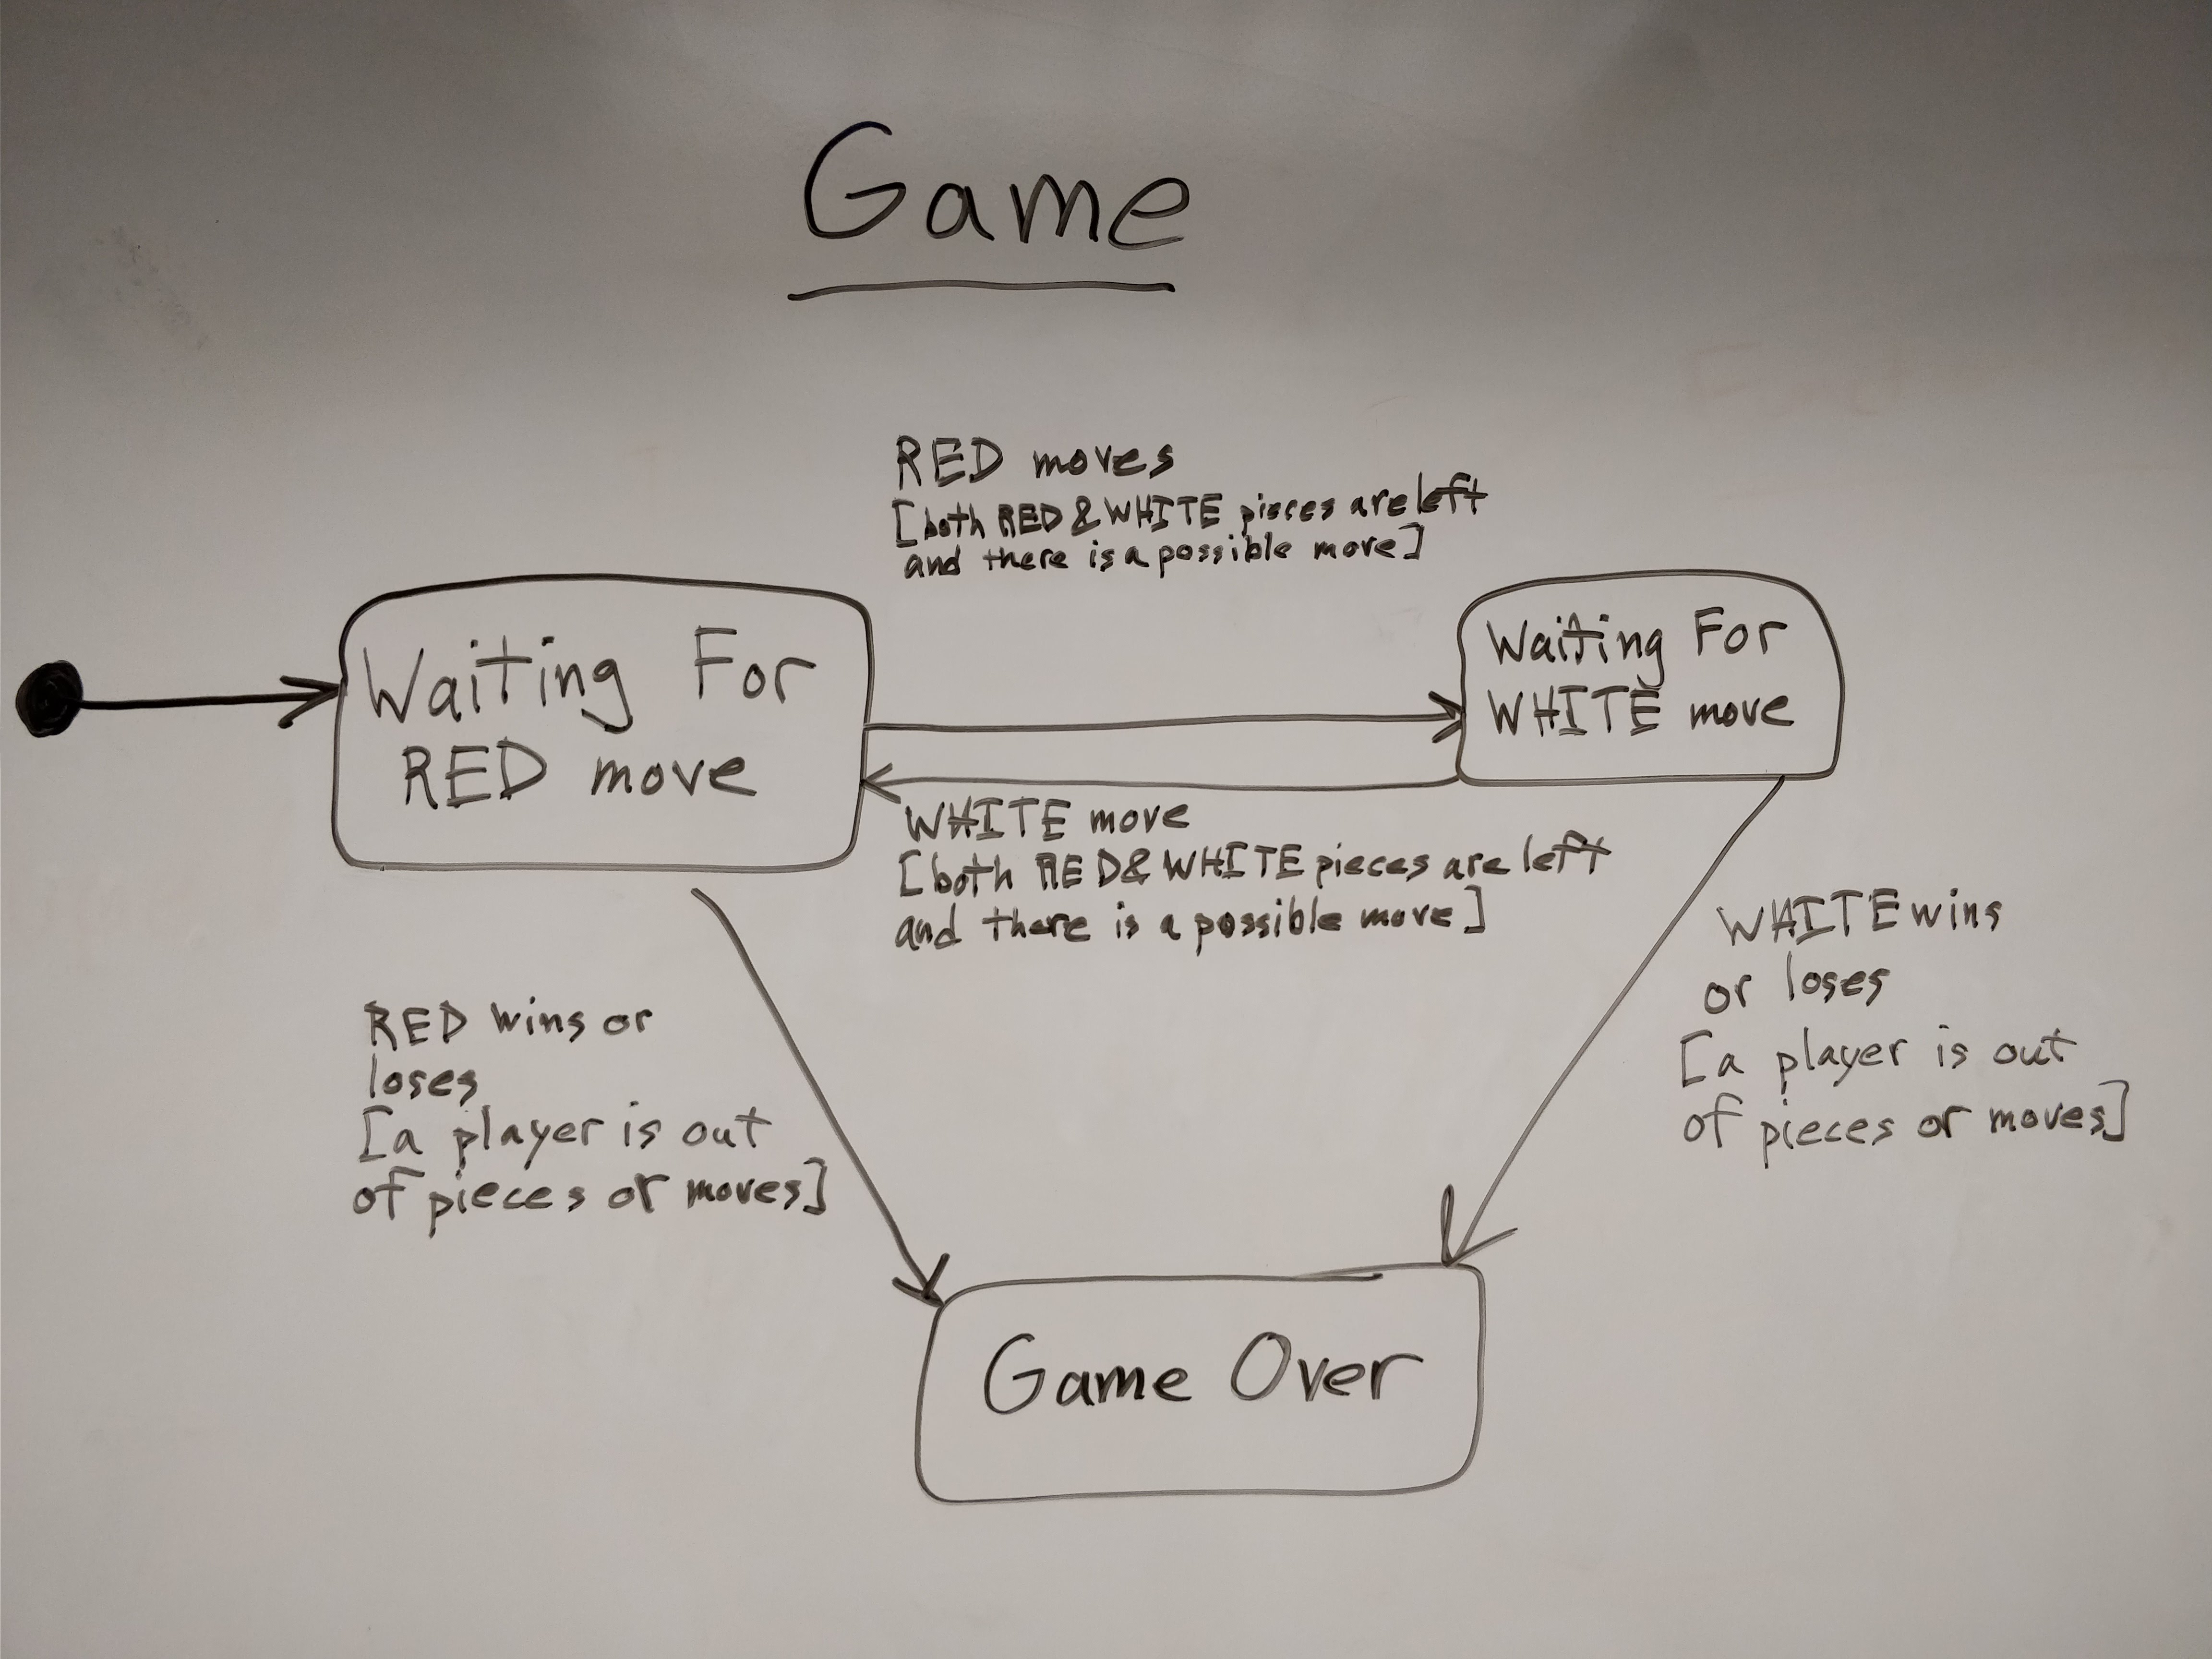 Game
RED moves
[both RED & WHITE pieces are left
and there is a possible move]
Waiting For
RED move
Waiting For
WHITE move
WHITE move
[both RED & WHITE pieces are left
and there is a possible move]
RED wins or
loses
[a player is out
of pieces or moves]
WHITE wins
or loses
[a player is out
of pieces or moves]
Game Over